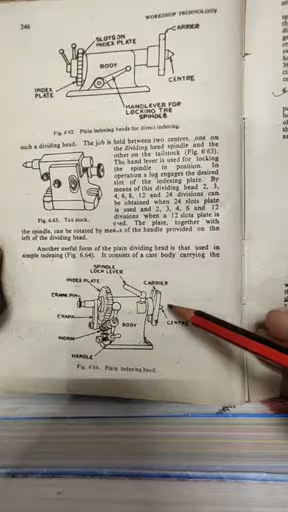 246
WORKSHOP TECHNOLOGY
SLOTS ON
INDEX PLATE
CARRIER
BODY
INDEX
PLATE
CENTRE
HANDLEVER FOR
LOCKING THE
SPINDLE
Fig. 6'62. Plain indexing heads for direct indexing.
such a dividing head. The job is held between two centres, one on
the dividing head spindle and the
other on the tailstock (Fig. 6'63).
The hand lever is used for locking
the spindle in position. In
operation a lug engages the desired
slot of the indexing plate. By
means of this dividing head 2, 3,
4, 6, 8, 12 and 24 divisions can
be obtained when 24 slots plate
is used and 2, 3, 4, 6 and 12
divisions when a 12 slots plate is
used. The plate, together with
Fig. 6.63. Tail stock.
the spindle, can be rotated by means of the handle provided on the
left of the dividing head.
Another useful form of the plain dividing head is that used in
simple indexing (Fig. 6.64). It consists of a cast body carrying the
SPINDLE
LOCK LEVER
INDEX PLATE
CARRIER
CRANK PIN
CRANK
BODY
CENTRE
WORM
HANDLE
Fig. 6'64. Plain indexing head.